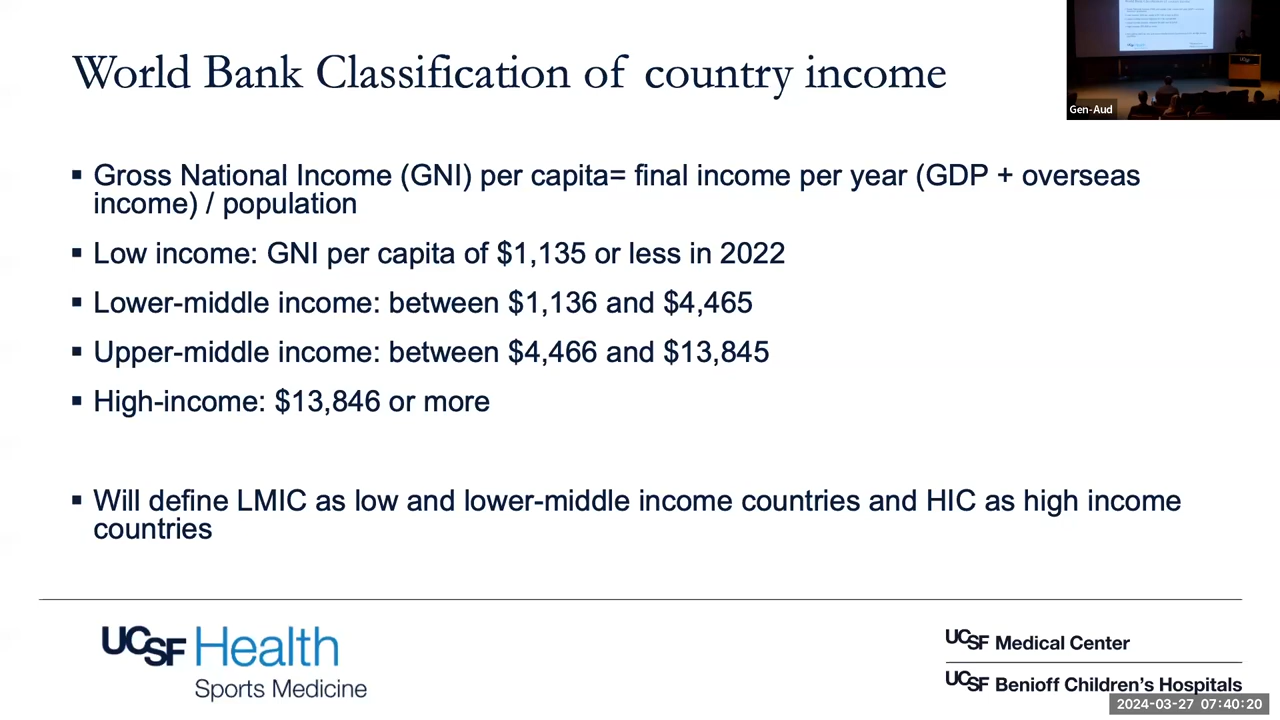 World Bank Classification of country income
Gen-Aud
▪ Gross National Income (GNI) per capita= final income per year (GDP + overseas
income) / population
▪ Low income: GNI per capita of $1,135 or less in 2022
▪ Lower-middle income: between $1,136 and $4,465
▪ Upper-middle income: between $4,466 and $13,845
▪ High-income: $13,846 or more
▪ Will define LMIC as low and lower-middle income countries and HIC as high income
countries
UCSF Health
Sports Medicine
UCSF Medical Center
UCSF Benioff Children's Hospitals
2024-03-27 07:40:20